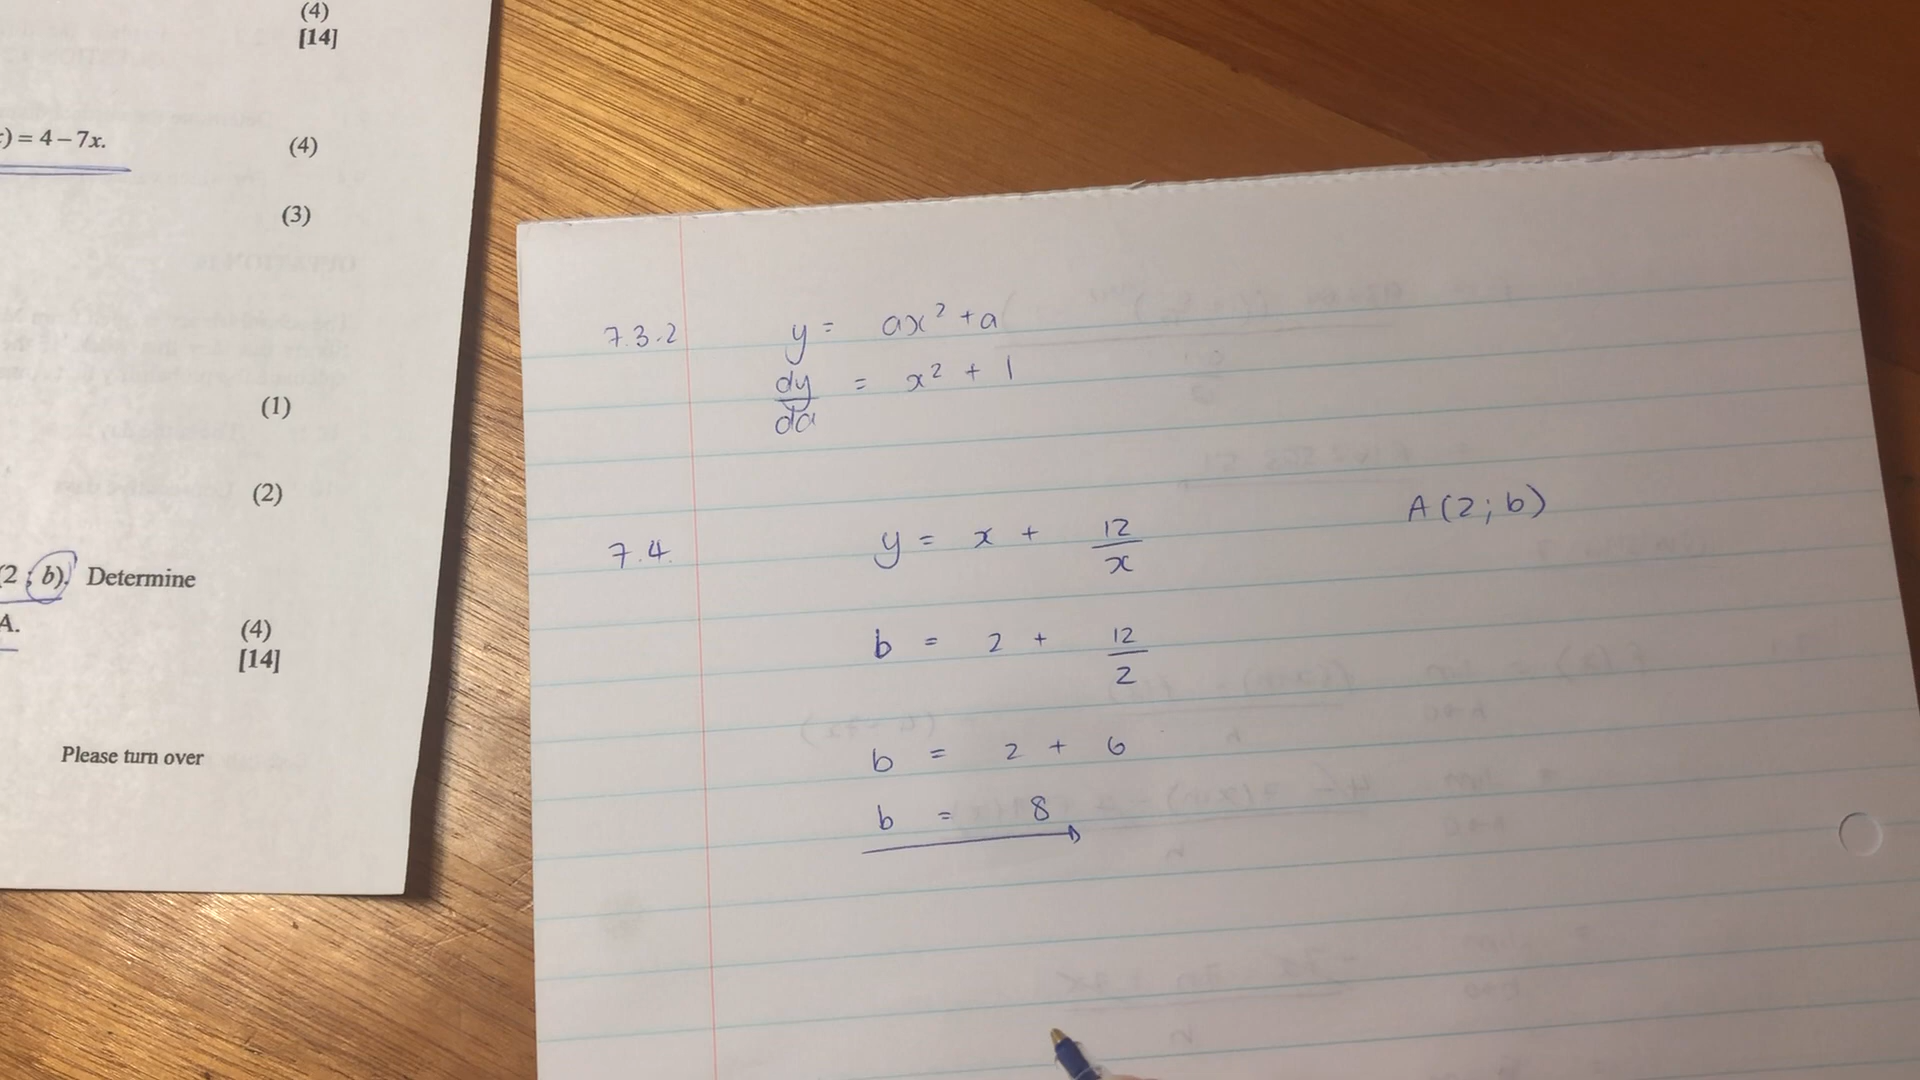 (4)
[14]
) = 4 – 7x.
(4)
(3)
(1)
(2)
(2 ; b). Determine
A.
(4)
[14]
Please turn over
7.3.2 y = ax² + a
dy/da = x² + 1
7.4. y = x + 12/x A(2; b)
b = 2 + 12/2
b = 2 + 6
b = 8